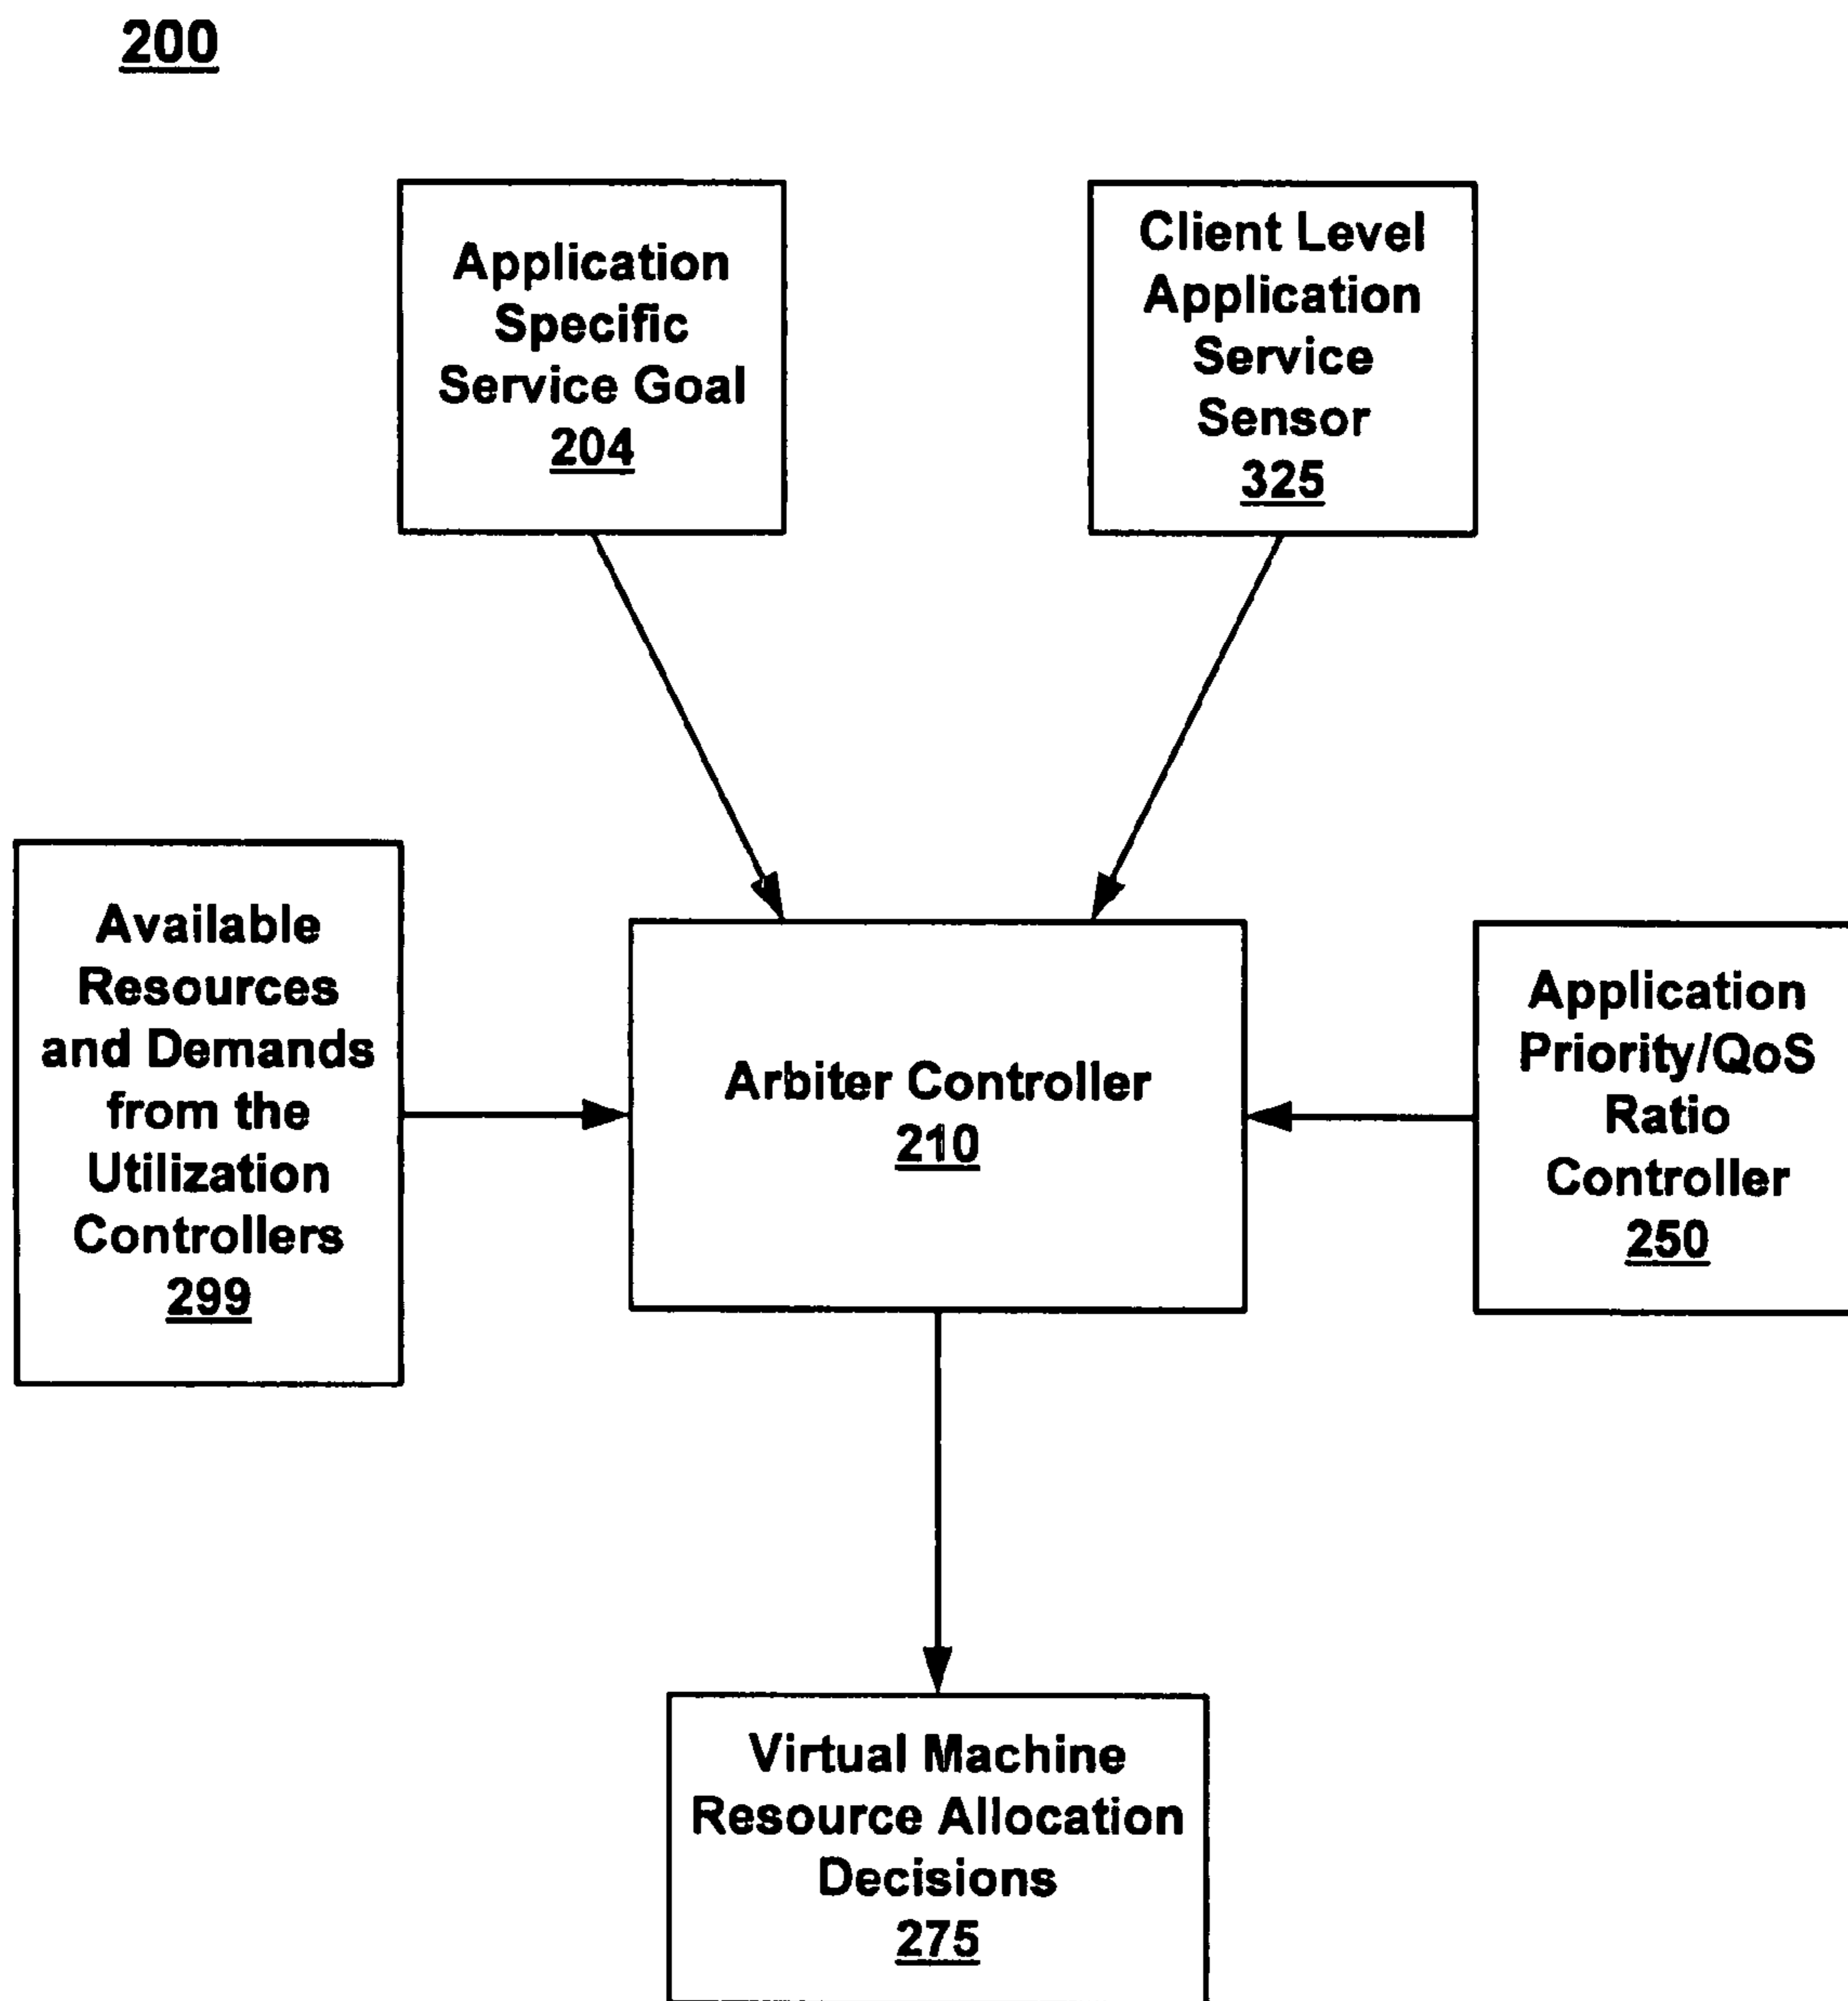 200
Application
Specific
Service Goal
204
Client Level
Application
Service
Sensor
325
Available
Resources
and Demands
from the
Utilization
Controllers
299
Arbiter Controller
210
Application
Priority/QoS
Ratio
Controller
250
Virtual Machine
Resource Allocation
Decisions
275